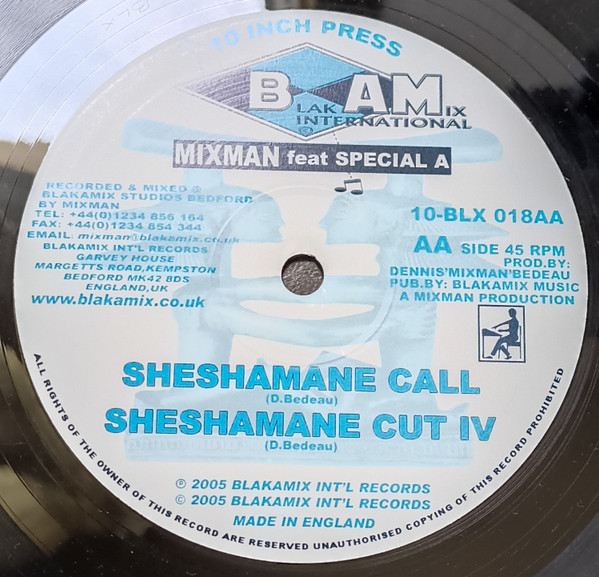 10 INCH PRESS
BLAKAMIX
INTERNATIONAL
©
MIXMAN feat SPECIAL A
RECORDED & MIXED @
BLAKAMIX STUDIOS BEDFORD
BY MIXMAN
TEL: +44(0)1234 856 164
FAX: +44(0)1234 854 344
EMAIL: mixman@blakamix.co.uk
BLAKAMIX INT'L RECORDS
GARVEY HOUSE
MARGETTS ROAD, KEMPSTON
BEDFORD MK42 8DS
ENGLAND, UK
www.blakamix.co.uk
10-BLX 018AA
AA SIDE 45 RPM
PROD.BY:
DENNIS'MIXMAN'BEDEAU
PUB.BY: BLAKAMIX MUSIC
A MIXMAN PRODUCTION
SHESHAMANE CALL
(D.Bedeau)
SHESHAMANE CUT IV
(D.Bedeau)
℗ 2005 BLAKAMIX INT'L RECORDS
© 2005 BLAKAMIX INT'L RECORDS
MADE IN ENGLAND
ALL RIGHTS OF THE OWNER OF THIS RECORD ARE RESERVED UNAUTHORISED COPYING OF THIS RECORD PROHIBITED